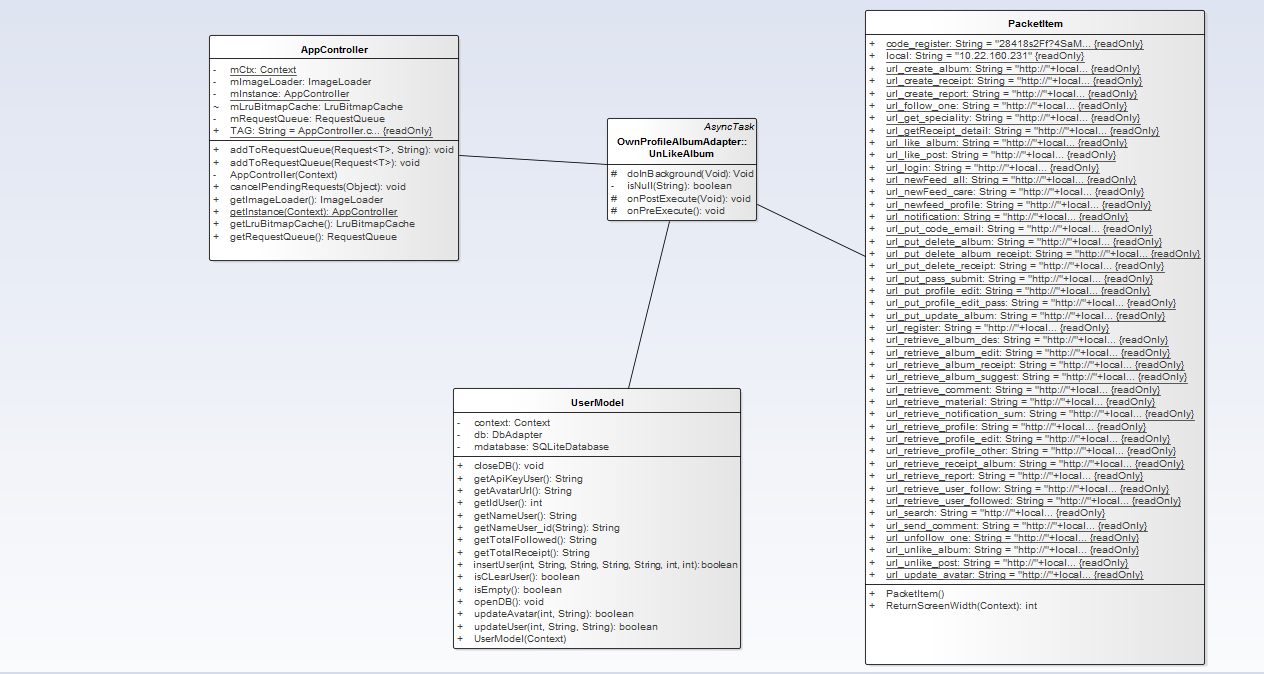 AppController
- mCtx: Context
- mImageLoader: ImageLoader
- mInstance: AppController
~ mLruBitmapCache: LruBitmapCache
- mRequestQueue: RequestQueue
+ TAG: String = AppController.c... {readOnly}
+ addToRequestQueue(Request<T>, String): void
+ addToRequestQueue(Request<T>): void
- AppController(Context)
+ cancelPendingRequests(Object): void
+ getImageLoader(): ImageLoader
+ getInstance(Context): AppController
+ getLruBitmapCache(): LruBitmapCache
+ getRequestQueue(): RequestQueue
AsyncTask
OwnProfileAlbumAdapter::
UnLikeAlbum
# doInBackground(Void): Void
- isNull(String): boolean
# onPostExecute(Void): void
# onPreExecute(): void
UserModel
- context: Context
- db: DbAdapter
- mdatabase: SQLiteDatabase
+ closeDB(): void
+ getApiKeyUser(): String
+ getAvatarUrl(): String
+ getIdUser(): int
+ getNameUser(): String
+ getNameUser_id(String): String
+ getTotalFollowed(): String
+ getTotalReceipt(): String
+ insertUser(int, String, String, String, String, int, int): boolean
+ isCLearUser(): boolean
+ isEmpty(): boolean
+ openDB(): void
+ updateAvatar(int, String): boolean
+ updateUser(int, String, String): boolean
+ UserModel(Context)
PacketItem
+ code_register: String = "28418s2Ff?4SaM... {readOnly}
+ local: String = "10.22.160.231" {readOnly}
+ url_create_album: String = "http://"+local... {readOnly}
+ url_create_receipt: String = "http://"+local... {readOnly}
+ url_create_report: String = "http://"+local... {readOnly}
+ url_follow_one: String = "http://"+local... {readOnly}
+ url_get_speciality: String = "http://"+local... {readOnly}
+ url_getReceipt_detail: String = "http://"+local... {readOnly}
+ url_like_album: String = "http://"+local... {readOnly}
+ url_like_post: String = "http://"+local... {readOnly}
+ url_login: String = "http://"+local... {readOnly}
+ url_newFeed_all: String = "http://"+local... {readOnly}
+ url_newFeed_care: String = "http://"+local... {readOnly}
+ url_newfeed_profile: String = "http://"+local... {readOnly}
+ url_notification: String = "http://"+local... {readOnly}
+ url_put_code_email: String = "http://"+local... {readOnly}
+ url_put_delete_album: String = "http://"+local... {readOnly}
+ url_put_delete_album_receipt: String = "http://"+local... {readOnly}
+ url_put_delete_receipt: String = "http://"+local... {readOnly}
+ url_put_pass_submit: String = "http://"+local... {readOnly}
+ url_put_profile_edit: String = "http://"+local... {readOnly}
+ url_put_profile_edit_pass: String = "http://"+local... {readOnly}
+ url_put_update_album: String = "http://"+local... {readOnly}
+ url_register: String = "http://"+local... {readOnly}
+ url_retrieve_album_des: String = "http://"+local... {readOnly}
+ url_retrieve_album_edit: String = "http://"+local... {readOnly}
+ url_retrieve_album_receipt: String = "http://"+local... {readOnly}
+ url_retrieve_album_suggest: String = "http://"+local... {readOnly}
+ url_retrieve_comment: String = "http://"+local... {readOnly}
+ url_retrieve_material: String = "http://"+local... {readOnly}
+ url_retrieve_notification_sum: String = "http://"+local... {readOnly}
+ url_retrieve_profile: String = "http://"+local... {readOnly}
+ url_retrieve_profile_edit: String = "http://"+local... {readOnly}
+ url_retrieve_profile_other: String = "http://"+local... {readOnly}
+ url_retrieve_receipt_album: String = "http://"+local... {readOnly}
+ url_retrieve_report: String = "http://"+local... {readOnly}
+ url_retrieve_user_follow: String = "http://"+local... {readOnly}
+ url_retrieve_user_followed: String = "http://"+local... {readOnly}
+ url_search: String = "http://"+local... {readOnly}
+ url_send_comment: String = "http://"+local... {readOnly}
+ url_unfollow_one: String = "http://"+local... {readOnly}
+ url_unlike_album: String = "http://"+local... {readOnly}
+ url_unlike_post: String = "http://"+local... {readOnly}
+ url_update_avatar: String = "http://"+local... {readOnly}
+ PacketItem()
+ ReturnScreenWidth(Context): int